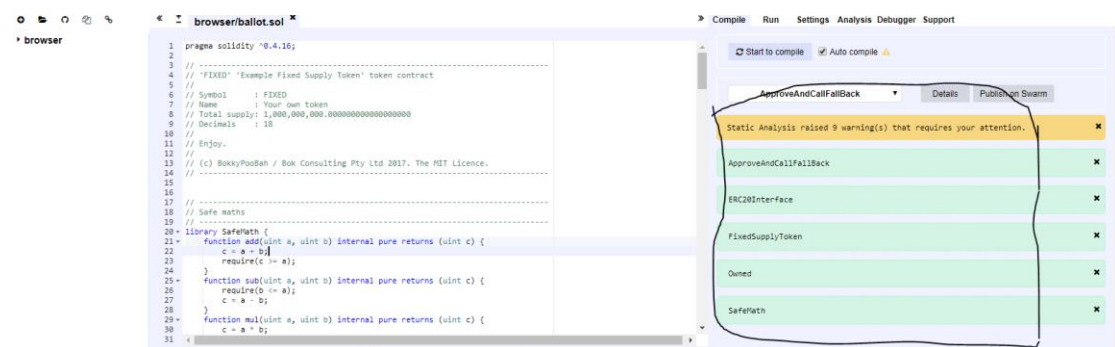 browser
browser/ballot.sol
1 pragma solidity ^0.4.16;
2
3 // ----------------------------------------------------------------------------
4 // 'FIXED' 'Example Fixed Supply Token' token contract
5 //
6 // Symbol      : FIXED
7 // Name        : Your own token
8 // Total supply: 1,000,000,000.000000000000000000
9 // Decimals    : 18
10 //
11 // Enjoy.
12 //
13 // (c) BokkyPooBah / Bok Consulting Pty Ltd 2017. The MIT Licence.
14 // ----------------------------------------------------------------------------
15
16
17 // ----------------------------------------------------------------------------
18 // Safe maths
19 // ----------------------------------------------------------------------------
20 library SafeMath {
21     function add(uint a, uint b) internal pure returns (uint c) {
22         c = a + b;
23         require(c >= a);
24     }
25     function sub(uint a, uint b) internal pure returns (uint c) {
26         require(b <= a);
27         c = a - b;
28     }
29     function mul(uint a, uint b) internal pure returns (uint c) {
30         c = a * b;
31
Compile Run Settings Analysis Debugger Support
Start to compile Auto compile
ApproveAndCallFallBack Details Publish on Swarm
Static Analysis raised 9 warning(s) that requires your attention.
ApproveAndCallFallBack
ERC20Interface
FixedSupplyToken
Owned
SafeMath